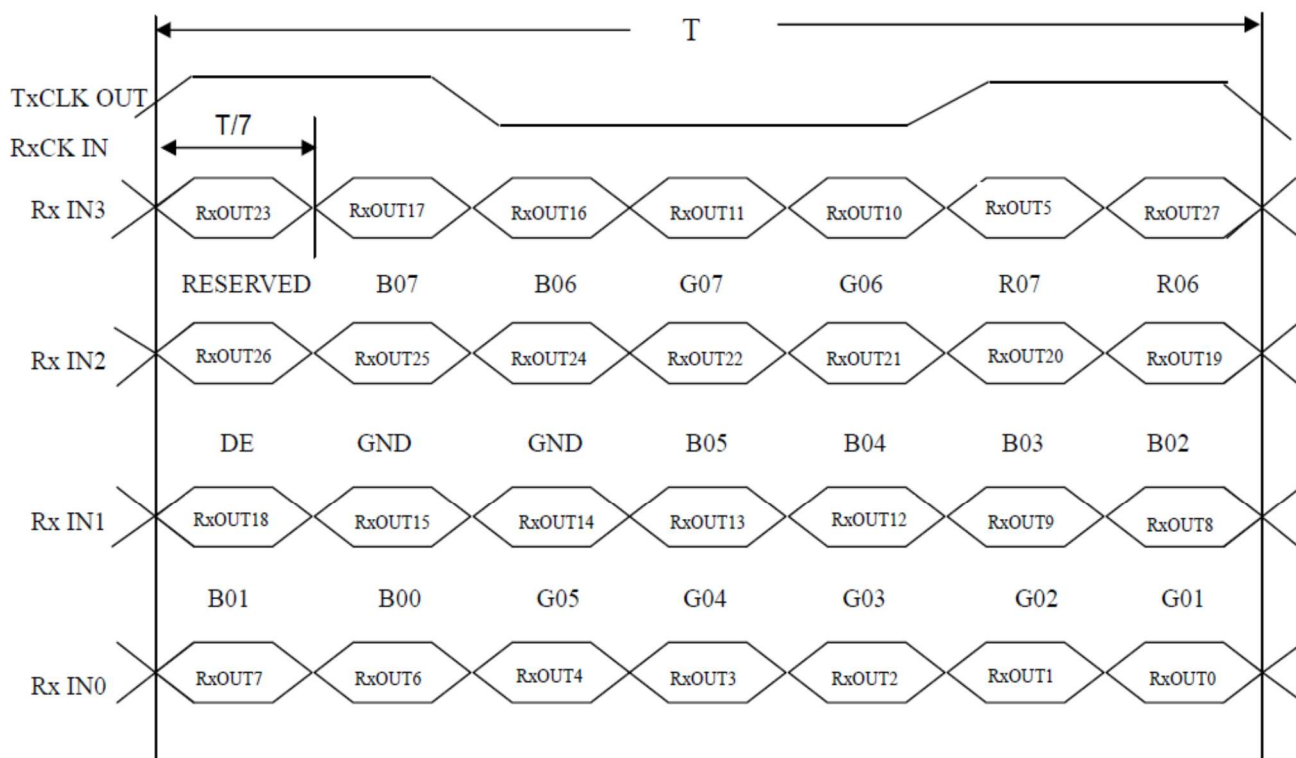 T
TxCLK OUT
T/7
RxCK IN
Rx IN3 RxOUT23 RxOUT17 RxOUT16 RxOUT11 RxOUT10 RxOUT5 RxOUT27
RESERVED B07 B06 G07 G06 R07 R06
Rx IN2 RxOUT26 RxOUT25 RxOUT24 RxOUT22 RxOUT21 RxOUT20 RxOUT19
DE GND GND B05 B04 B03 B02
Rx IN1 RxOUT18 RxOUT15 RxOUT14 RxOUT13 RxOUT12 RxOUT9 RxOUT8
B01 B00 G05 G04 G03 G02 G01
Rx IN0 RxOUT7 RxOUT6 RxOUT4 RxOUT3 RxOUT2 RxOUT1 RxOUT0